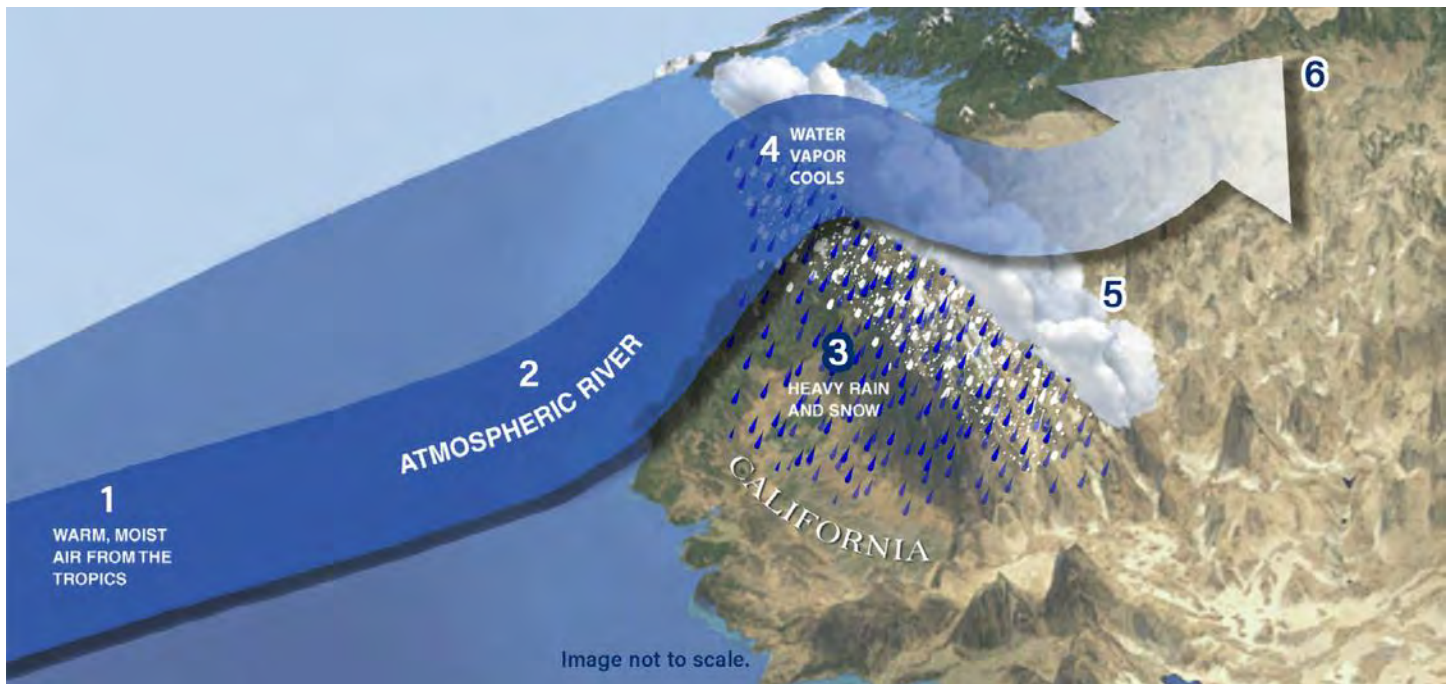 1
WARM, MOIST
AIR FROM THE
TROPICS
2
ATMOSPHERIC RIVER
3
HEAVY RAIN
AND SNOW
4
WATER
VAPOR
COOLS
5
6
CALIFORNIA
Image not to scale.